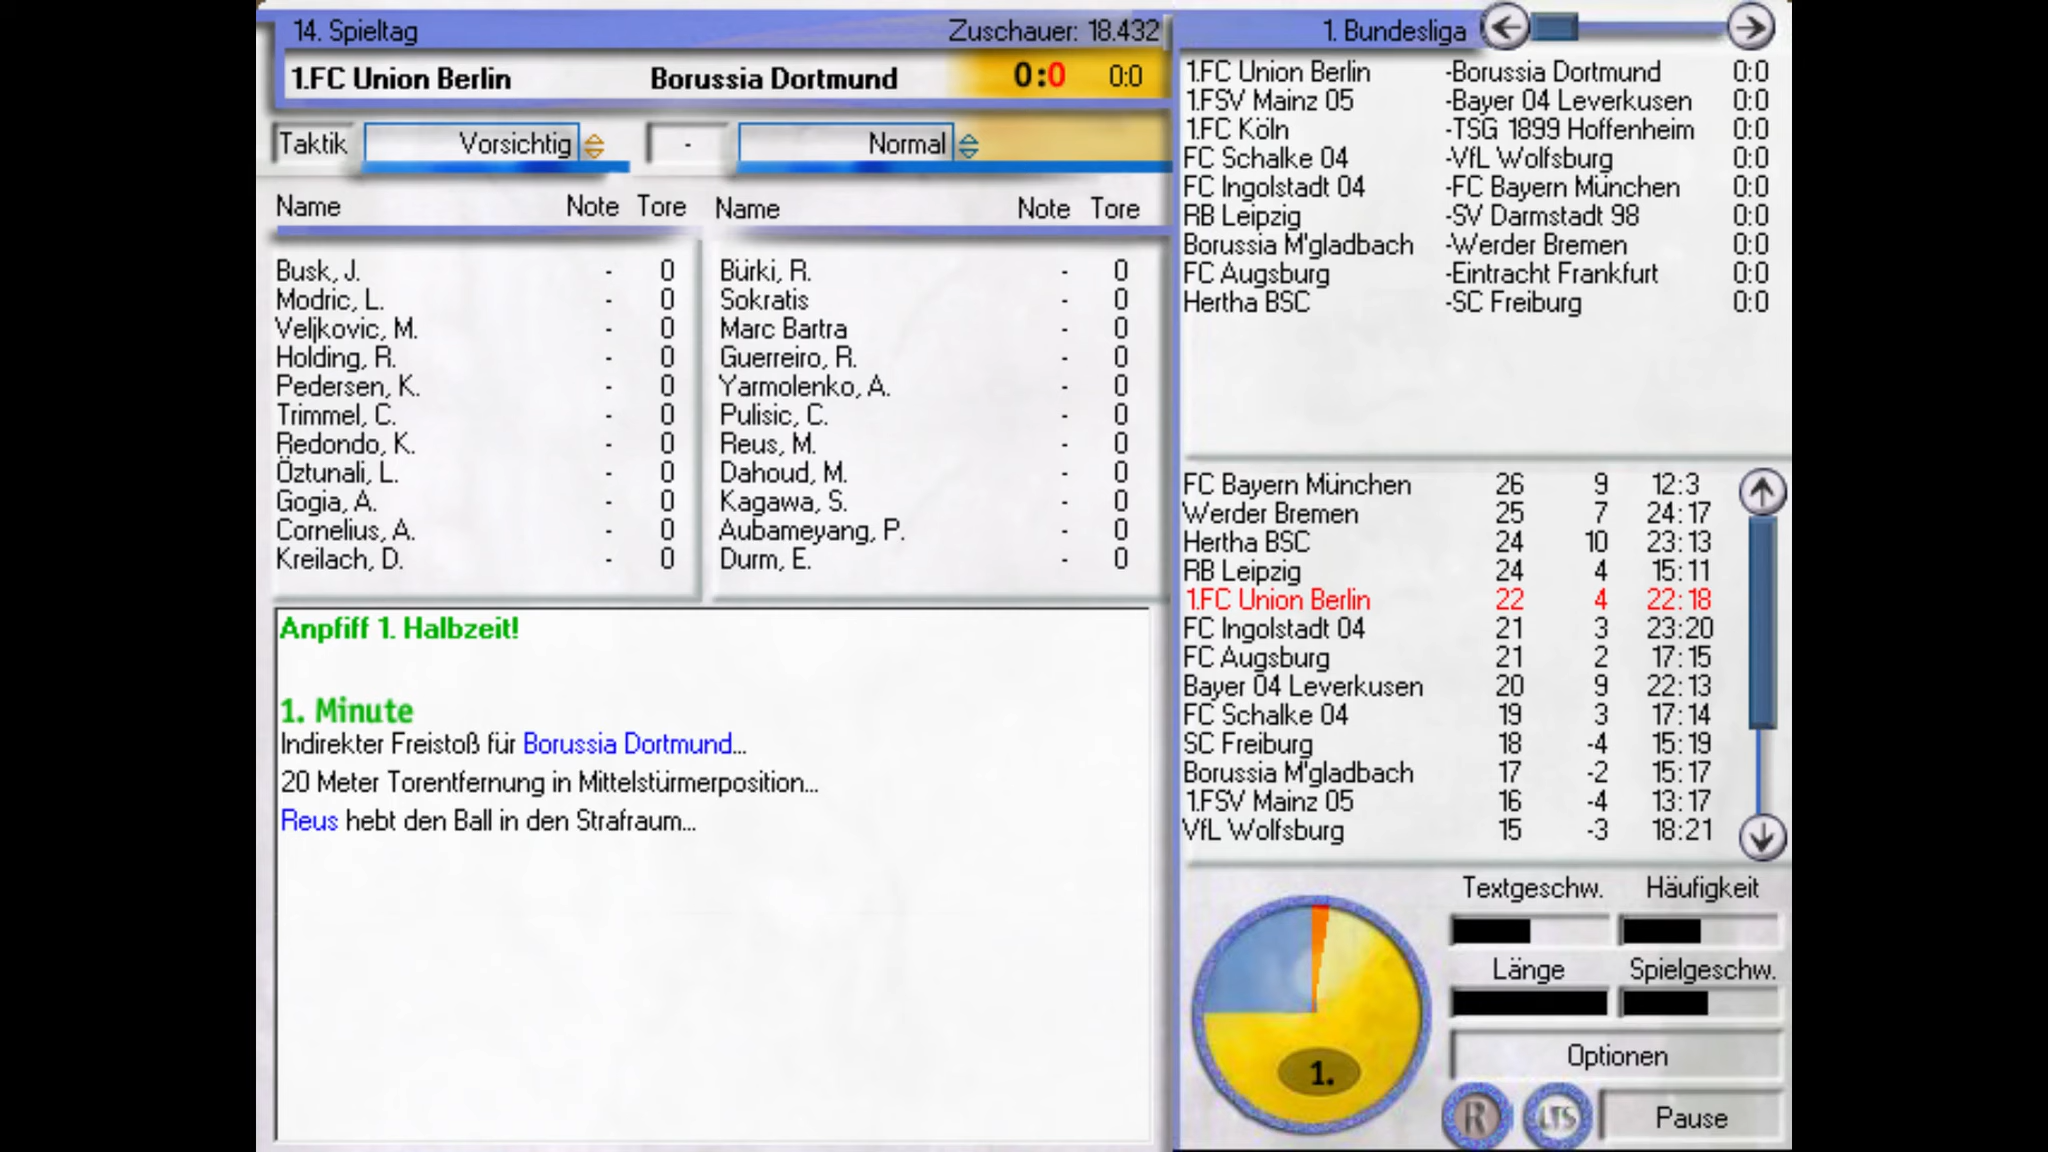 14. Spieltag Zuschauer: 18.432
1.FC Union Berlin Borussia Dortmund 0:0 0:0
Taktik Vorsichtig - Normal
Name Note Tore Name Note Tore
Busk, J. - 0 Bürki, R. - 0
Modric, L. - 0 Sokratis - 0
Veljkovic, M. - 0 Marc Bartra - 0
Holding, R. - 0 Guerreiro, R. - 0
Pedersen, K. - 0 Yarmolenko, A. - 0
Trimmel, C. - 0 Pulisic, C. - 0
Redondo, K. - 0 Reus, M. - 0
Öztunali, L. - 0 Dahoud, M. - 0
Gogia, A. - 0 Kagawa, S. - 0
Cornelius, A. - 0 Aubameyang, P. - 0
Kreilach, D. - 0 Durm, E. - 0
Anpfiff 1. Halbzeit!
1. Minute
Indirekter Freistoß für Borussia Dortmund...
20 Meter Torentfernung in Mittelstürmerposition...
Reus hebt den Ball in den Strafraum...
1. Bundesliga
1.FC Union Berlin -Borussia Dortmund 0:0
1.FSV Mainz 05 -Bayer 04 Leverkusen 0:0
1.FC Köln -TSG 1899 Hoffenheim 0:0
FC Schalke 04 -VfL Wolfsburg 0:0
FC Ingolstadt 04 -FC Bayern München 0:0
RB Leipzig -SV Darmstadt 98 0:0
Borussia M'gladbach -Werder Bremen 0:0
FC Augsburg -Eintracht Frankfurt 0:0
Hertha BSC -SC Freiburg 0:0
FC Bayern München 26 9 12:3
Werder Bremen 25 7 24:17
Hertha BSC 24 10 23:13
RB Leipzig 24 4 15:11
1.FC Union Berlin 22 4 22:18
FC Ingolstadt 04 21 3 23:20
FC Augsburg 21 2 17:15
Bayer 04 Leverkusen 20 9 22:13
FC Schalke 04 19 3 17:14
SC Freiburg 18 -4 15:19
Borussia M'gladbach 17 -2 15:17
1.FSV Mainz 05 16 -4 13:17
VfL Wolfsburg 15 -3 18:21
Textgeschw. Häufigkeit
Länge Spielgeschw.
Optionen
1.
R LTS Pause